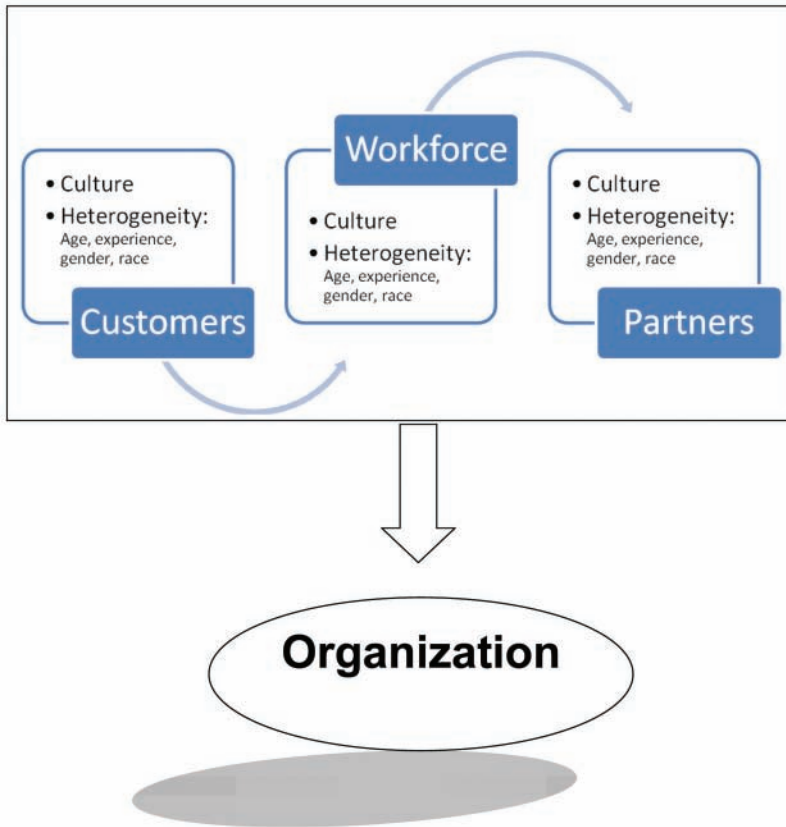 • Culture
• Heterogeneity:
Age, experience,
gender, race
Customers
Workforce
• Culture
• Heterogeneity:
Age, experience,
gender, race
• Culture
• Heterogeneity:
Age, experience,
gender, race
Partners
Organization